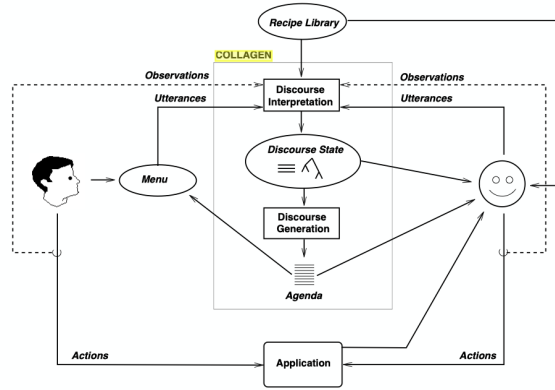 Recipe Library
COLLAGEN
Observations
Observations
Discourse
Interpretation
Utterances
Utterances
Discourse State
Menu
Discourse
Generation
Agenda
Actions
Application
Actions